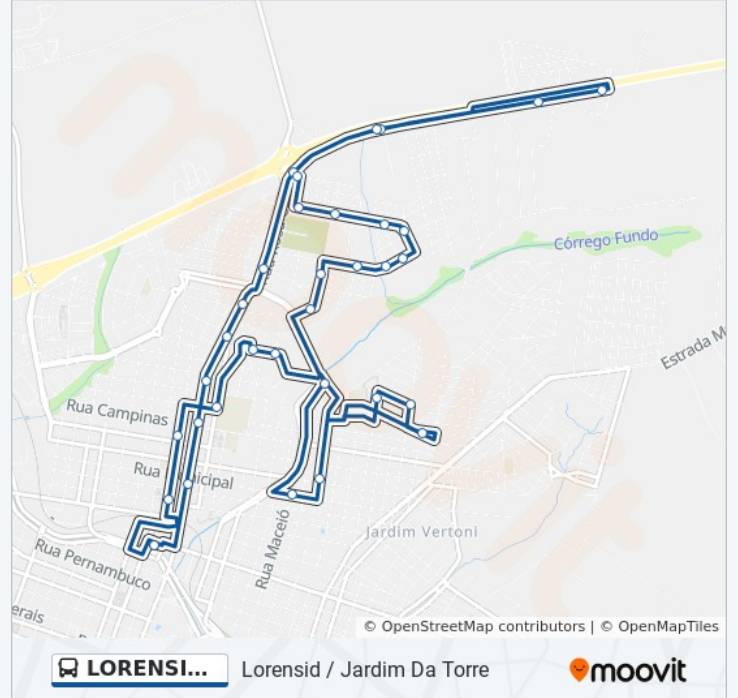 Córrego Fundo
Estrada M
Rua Campinas
Rua icipal
Jardim Vertoni
Rua Maceió
Rua Pernambuco
erais
© OpenStreetMap contributors | © OpenMapTiles
LORENSI... Lorensid / Jardim Da Torre moovit